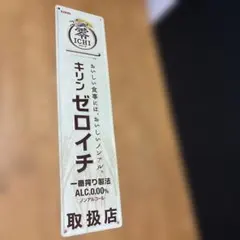 零
ICHI
おいしい食事には、おいしいノンアル。
キリン ゼロイチ
一番搾り製法
ALC.0.00%
ノンアルコール
取扱店